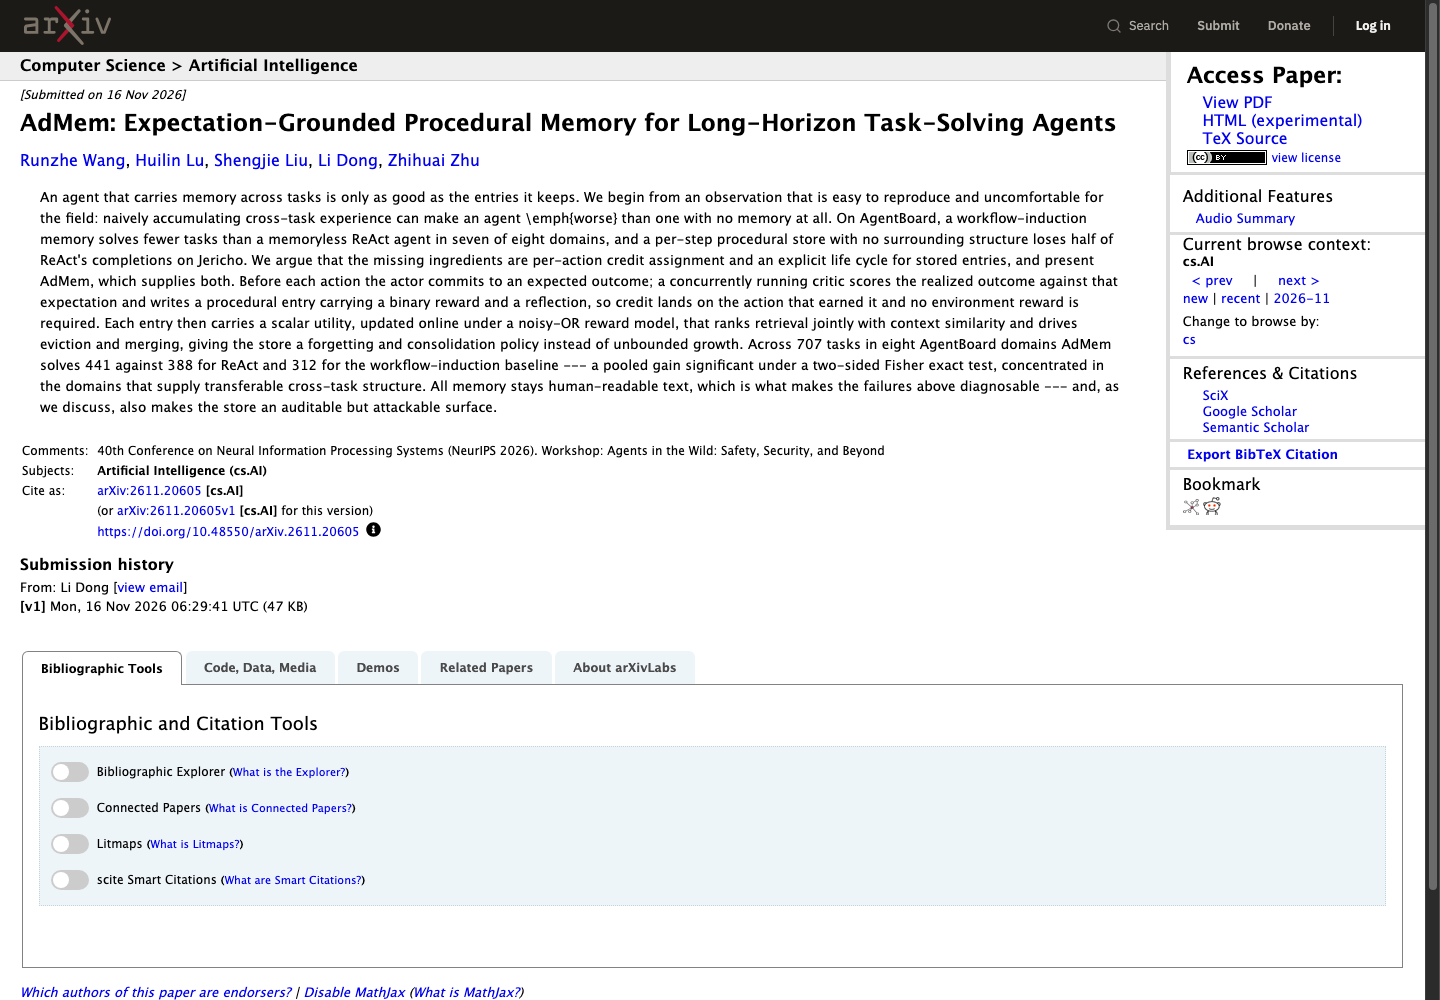 arXiv
Search
Submit
Donate
Log in
Computer Science > Artificial Intelligence
[Submitted on 16 Nov 2026]
AdMem: Expectation-Grounded Procedural Memory for Long-Horizon Task-Solving Agents
Runzhe Wang, Huilin Lu, Shengjie Liu, Li Dong, Zhihuai Zhu
An agent that carries memory across tasks is only as good as the entries it keeps. We begin from an observation that is easy to reproduce and uncomfortable for
the field: naively accumulating cross-task experience can make an agent \emph{worse} than one with no memory at all. On AgentBoard, a workflow-induction
memory solves fewer tasks than a memoryless ReAct agent in seven of eight domains, and a per-step procedural store with no surrounding structure loses half of
ReAct's completions on Jericho. We argue that the missing ingredients are per-action credit assignment and an explicit life cycle for stored entries, and present
AdMem, which supplies both. Before each action the actor commits to an expected outcome; a concurrently running critic scores the realized outcome against that
expectation and writes a procedural entry carrying a binary reward and a reflection, so credit lands on the action that earned it and no environment reward is
required. Each entry then carries a scalar utility, updated online under a noisy-OR reward model, that ranks retrieval jointly with context similarity and drives
eviction and merging, giving the store a forgetting and consolidation policy instead of unbounded growth. Across 707 tasks in eight AgentBoard domains AdMem
solves 441 against 388 for ReAct and 312 for the workflow-induction baseline --- a pooled gain significant under a two-sided Fisher exact test, concentrated in
the domains that supply transferable cross-task structure. All memory stays human-readable text, which is what makes the failures above diagnosable --- and, as
we discuss, also makes the store an auditable but attackable surface.
Comments: 40th Conference on Neural Information Processing Systems (NeurIPS 2026). Workshop: Agents in the Wild: Safety, Security, and Beyond
Subjects: Artificial Intelligence (cs.AI)
Cite as: arXiv:2611.20605 [cs.AI]
(or arXiv:2611.20605v1 [cs.AI] for this version)
https://doi.org/10.48550/arXiv.2611.20605
Submission history
From: Li Dong [view email]
[v1] Mon, 16 Nov 2026 06:29:41 UTC (47 KB)
Access Paper:
View PDF
HTML (experimental)
TeX Source
(cc) BY view license
Additional Features
Audio Summary
Current browse context:
cs.AI
< prev | next >
new | recent | 2026-11
Change to browse by:
cs
References & Citations
SciX
Google Scholar
Semantic Scholar
Export BibTeX Citation
Bookmark
Bibliographic Tools
Code, Data, Media
Demos
Related Papers
About arXivLabs
Bibliographic and Citation Tools
Bibliographic Explorer (What is the Explorer?)
Connected Papers (What is Connected Papers?)
Litmaps (What is Litmaps?)
scite Smart Citations (What are Smart Citations?)
Which authors of this paper are endorsers? | Disable MathJax (What is MathJax?)